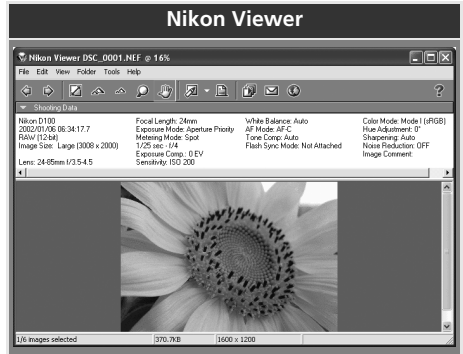 Nikon Viewer
Nikon Viewer DSC_0001.NEF @ 16%
File Edit View Folder Tools Help
Shooting Data
Nikon D100
2002/01/06 06:34:17.7
RAW (12-bit)
Image Size: Large (3008 x 2000)
Lens: 24-85mm f/3.5-4.5
Focal Length: 24mm
Exposure Mode: Aperture Priority
Metering Mode: Spot
1/25 sec - f/4
Exposure Comp.: 0 EV
Sensitivity: ISO 200
White Balance: Auto
AF Mode: AF-C
Tone Comp: Auto
Flash Sync Mode: Not Attached
Color Mode: Mode I (sRGB)
Hue Adjustment: 0°
Sharpening: Auto
Noise Reduction: OFF
Image Comment:
1/6 images selected 370.7KB 1600 x 1200